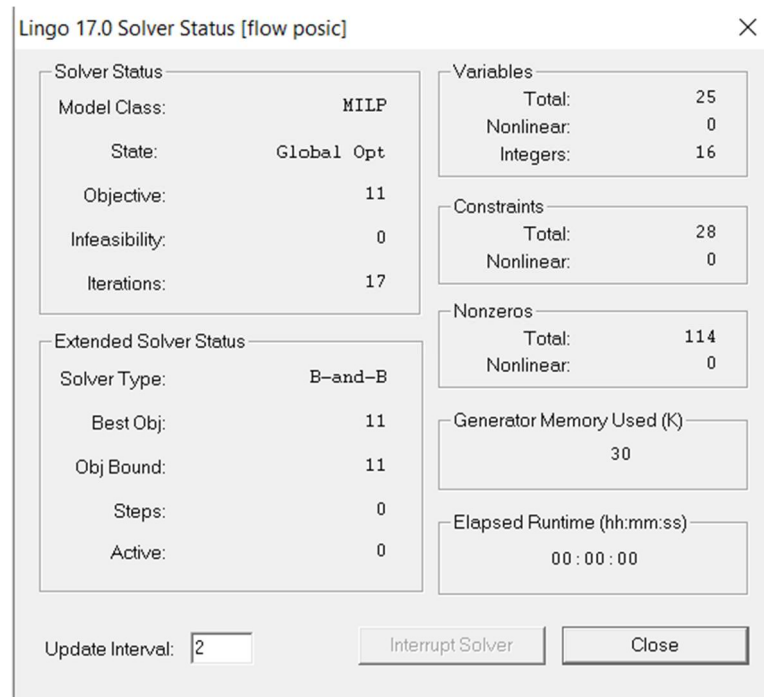 Lingo 17.0 Solver Status [flow posic]
Solver Status
Model Class: MILP
State: Global Opt
Objective: 11
Infeasibility: 0
Iterations: 17
Extended Solver Status
Solver Type: B-and-B
Best Obj: 11
Obj Bound: 11
Steps: 0
Active: 0
Variables
Total: 25
Nonlinear: 0
Integers: 16
Constraints
Total: 28
Nonlinear: 0
Nonzeros
Total: 114
Nonlinear: 0
Generator Memory Used (K)
30
Elapsed Runtime (hh:mm:ss)
00:00:00
Update Interval: 2
Interrupt Solver
Close